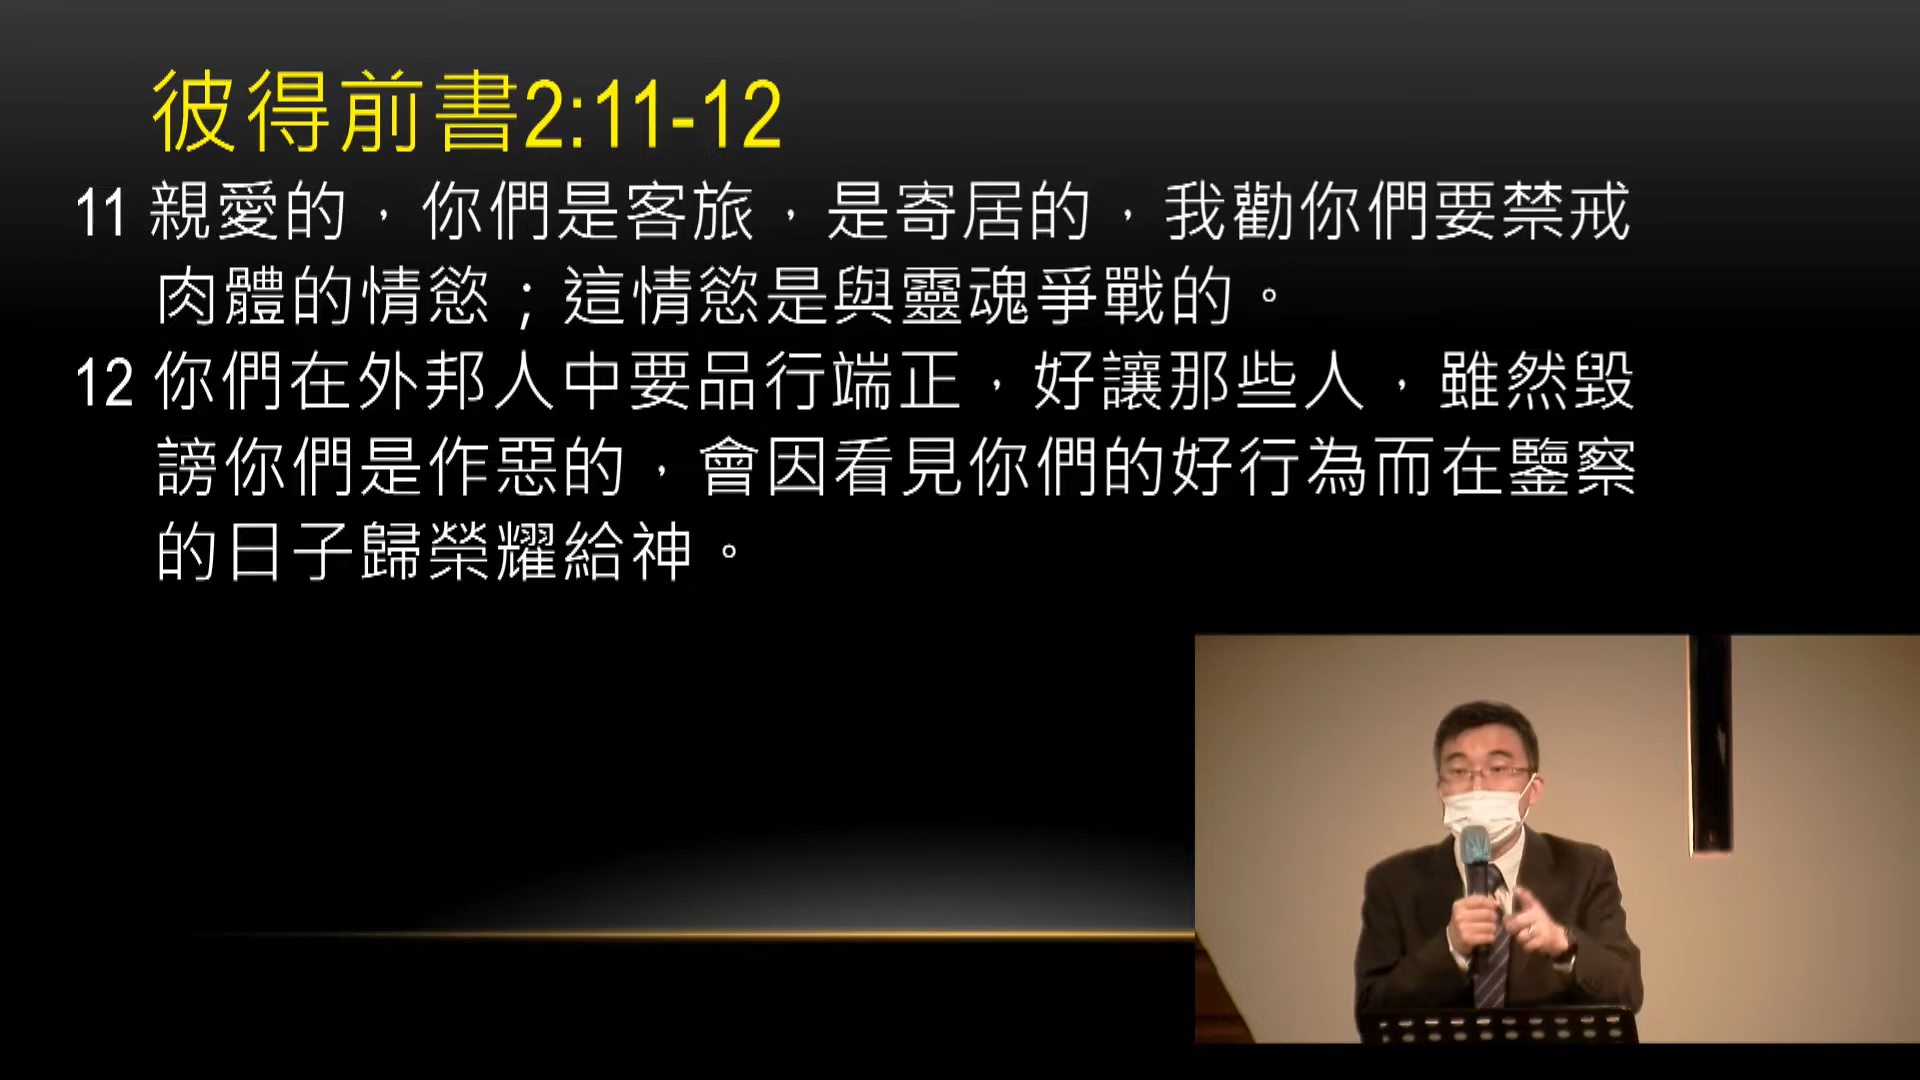 彼得前書2:11-12
11 親愛的，你們是客旅，是寄居的，我勸你們要禁戒
肉體的情慾；這情慾是與靈魂爭戰的。
12 你們在外邦人中要品行端正，好讓那些人，雖然毀
謗你們是作惡的，會因看見你們的好行為而在鑒察
的日子歸榮耀給神。